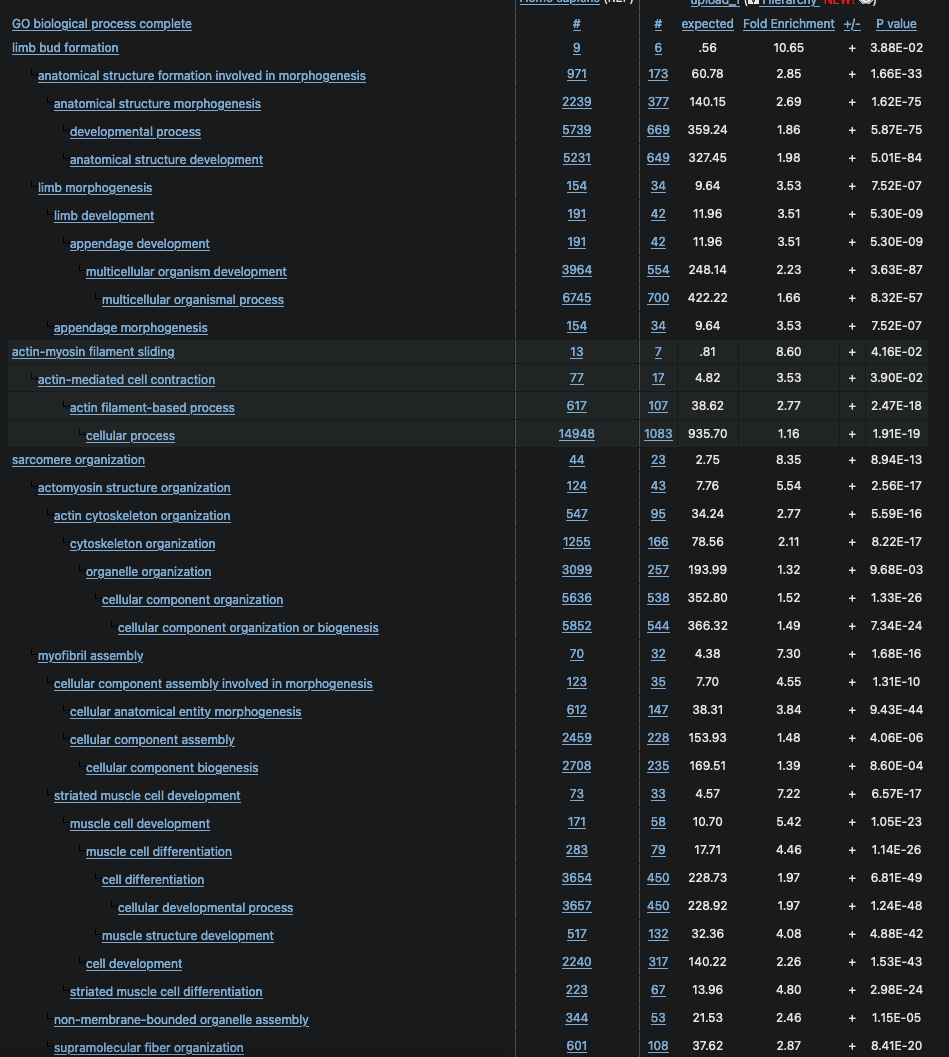 Homo sapiens (REF) upload_1 (Hierarchy NEW!
GO biological process complete # # expected Fold Enrichment +/- P value
limb bud formation 9 6 .56 10.65 + 3.88E-02
anatomical structure formation involved in morphogenesis 971 173 60.78 2.85 + 1.66E-33
anatomical structure morphogenesis 2239 377 140.15 2.69 + 1.62E-75
developmental process 5739 669 359.24 1.86 + 5.87E-75
anatomical structure development 5231 649 327.45 1.98 + 5.01E-84
limb morphogenesis 154 34 9.64 3.53 + 7.52E-07
limb development 191 42 11.96 3.51 + 5.30E-09
appendage development 191 42 11.96 3.51 + 5.30E-09
multicellular organism development 3964 554 248.14 2.23 + 3.63E-87
multicellular organismal process 6745 700 422.22 1.66 + 8.32E-57
appendage morphogenesis 154 34 9.64 3.53 + 7.52E-07
actin-myosin filament sliding 13 7 .81 8.60 + 4.16E-02
actin-mediated cell contraction 77 17 4.82 3.53 + 3.90E-02
actin filament-based process 617 107 38.62 2.77 + 2.47E-18
cellular process 14948 1083 935.70 1.16 + 1.91E-19
sarcomere organization 44 23 2.75 8.35 + 8.94E-13
actomyosin structure organization 124 43 7.76 5.54 + 2.56E-17
actin cytoskeleton organization 547 95 34.24 2.77 + 5.59E-16
cytoskeleton organization 1255 166 78.56 2.11 + 8.22E-17
organelle organization 3099 257 193.99 1.32 + 9.68E-03
cellular component organization 5636 538 352.80 1.52 + 1.33E-26
cellular component organization or biogenesis 5852 544 366.32 1.49 + 7.34E-24
myofibril assembly 70 32 4.38 7.30 + 1.68E-16
cellular component assembly involved in morphogenesis 123 35 7.70 4.55 + 1.31E-10
cellular anatomical entity morphogenesis 612 147 38.31 3.84 + 9.43E-44
cellular component assembly 2459 228 153.93 1.48 + 4.06E-06
cellular component biogenesis 2708 235 169.51 1.39 + 8.60E-04
striated muscle cell development 73 33 4.57 7.22 + 6.57E-17
muscle cell development 171 58 10.70 5.42 + 1.05E-23
muscle cell differentiation 283 79 17.71 4.46 + 1.14E-26
cell differentiation 3654 450 228.73 1.97 + 6.81E-49
cellular developmental process 3657 450 228.92 1.97 + 1.24E-48
muscle structure development 517 132 32.36 4.08 + 4.88E-42
cell development 2240 317 140.22 2.26 + 1.53E-43
striated muscle cell differentiation 223 67 13.96 4.80 + 2.98E-24
non-membrane-bounded organelle assembly 344 53 21.53 2.46 + 1.15E-05
supramolecular fiber organization 601 108 37.62 2.87 + 8.41E-20